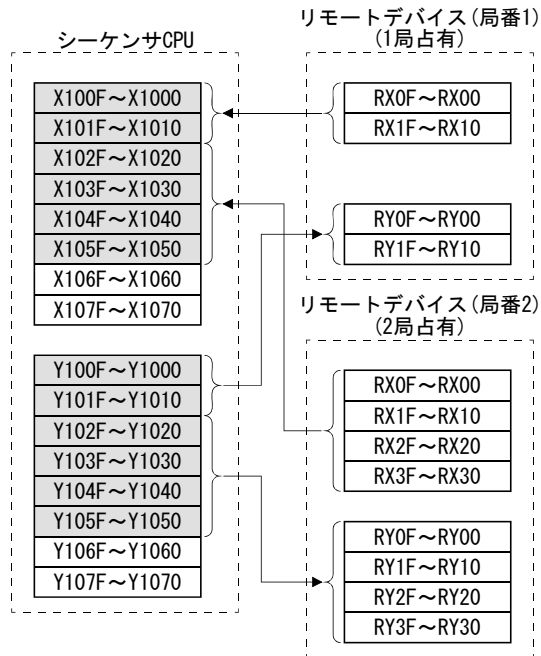 シーケンサCPU
X100F～X1000
X101F～X1010
X102F～X1020
X103F～X1030
X104F～X1040
X105F～X1050
X106F～X1060
X107F～X1070
Y100F～Y1000
Y101F～Y1010
Y102F～Y1020
Y103F～Y1030
Y104F～Y1040
Y105F～Y1050
Y106F～Y1060
Y107F～Y1070
リモートデバイス(局番1)
(1局占有)
RX0F～RX00
RX1F～RX10
RY0F～RY00
RY1F～RY10
リモートデバイス(局番2)
(2局占有)
RX0F～RX00
RX1F～RX10
RX2F～RX20
RX3F～RX30
RY0F～RY00
RY1F～RY10
RY2F～RY20
RY3F～RY30